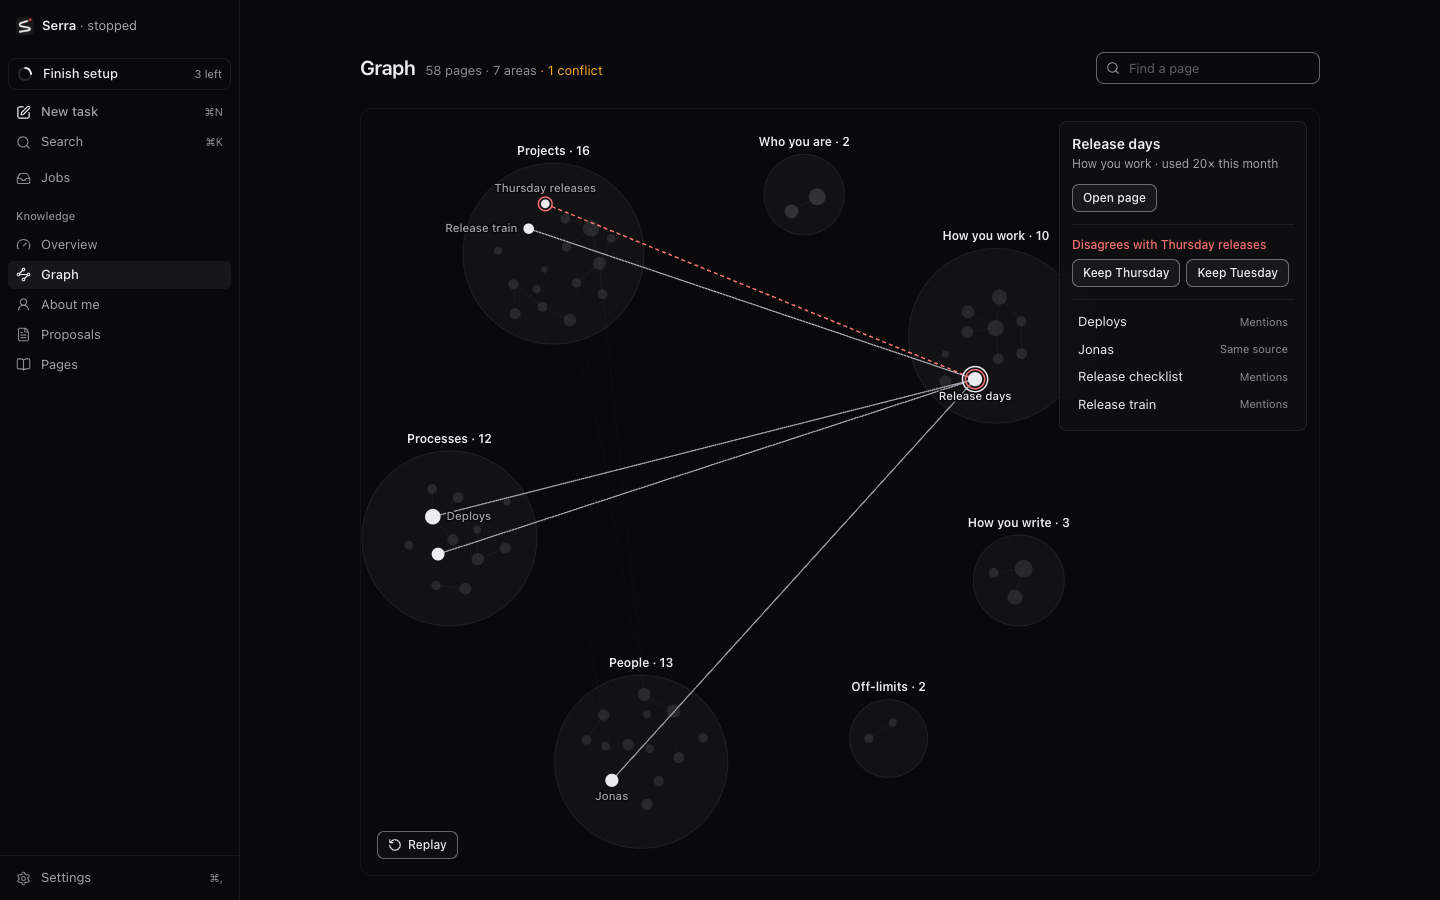 Serra · stopped
Finish setup 3 left
New task ⌘N
Search ⌘K
Jobs
Knowledge
Overview
Graph
About me
Proposals
Pages
Settings ⌘,
Graph 58 pages · 7 areas · 1 conflict
Find a page
Projects · 16
Thursday releases
Release train
Who you are · 2
How you work · 10
Release days
Processes · 12
Deploys
How you write · 3
People · 13
Jonas
Off-limits · 2
Replay
Release days
How you work · used 20× this month
Open page
Disagrees with Thursday releases
Keep Thursday Keep Tuesday
Deploys Mentions
Jonas Same source
Release checklist Mentions
Release train Mentions